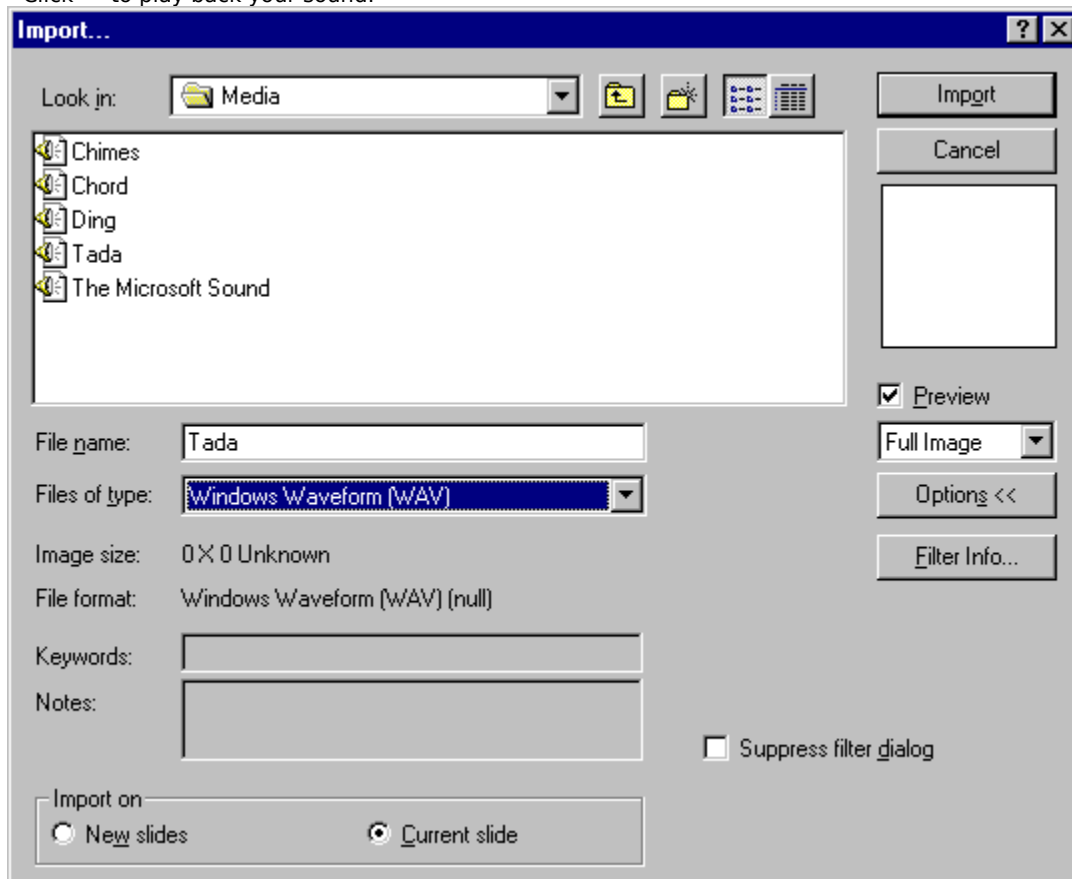 Click to play back your sound.
Import...
Look in: Media
Import
Chimes
Cancel
Chord
Ding
Tada
The Microsoft Sound
Preview
File name: Tada
Full Image
Files of type: Windows Waveform (WAV)
Options <<
Image size: 0 X 0 Unknown
Filter Info...
File format: Windows Waveform (WAV) (null)
Keywords:
Notes:
Suppress filter dialog
Import on
New slides
Current slide